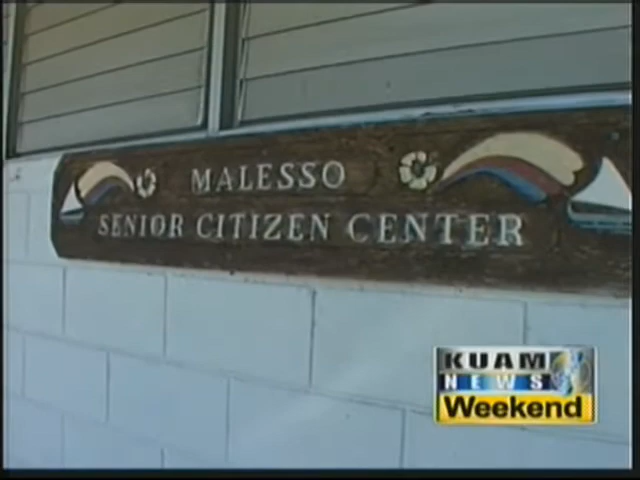 MALESSO
SENIOR CITIZEN CENTER
KUAM
NEWS
Weekend